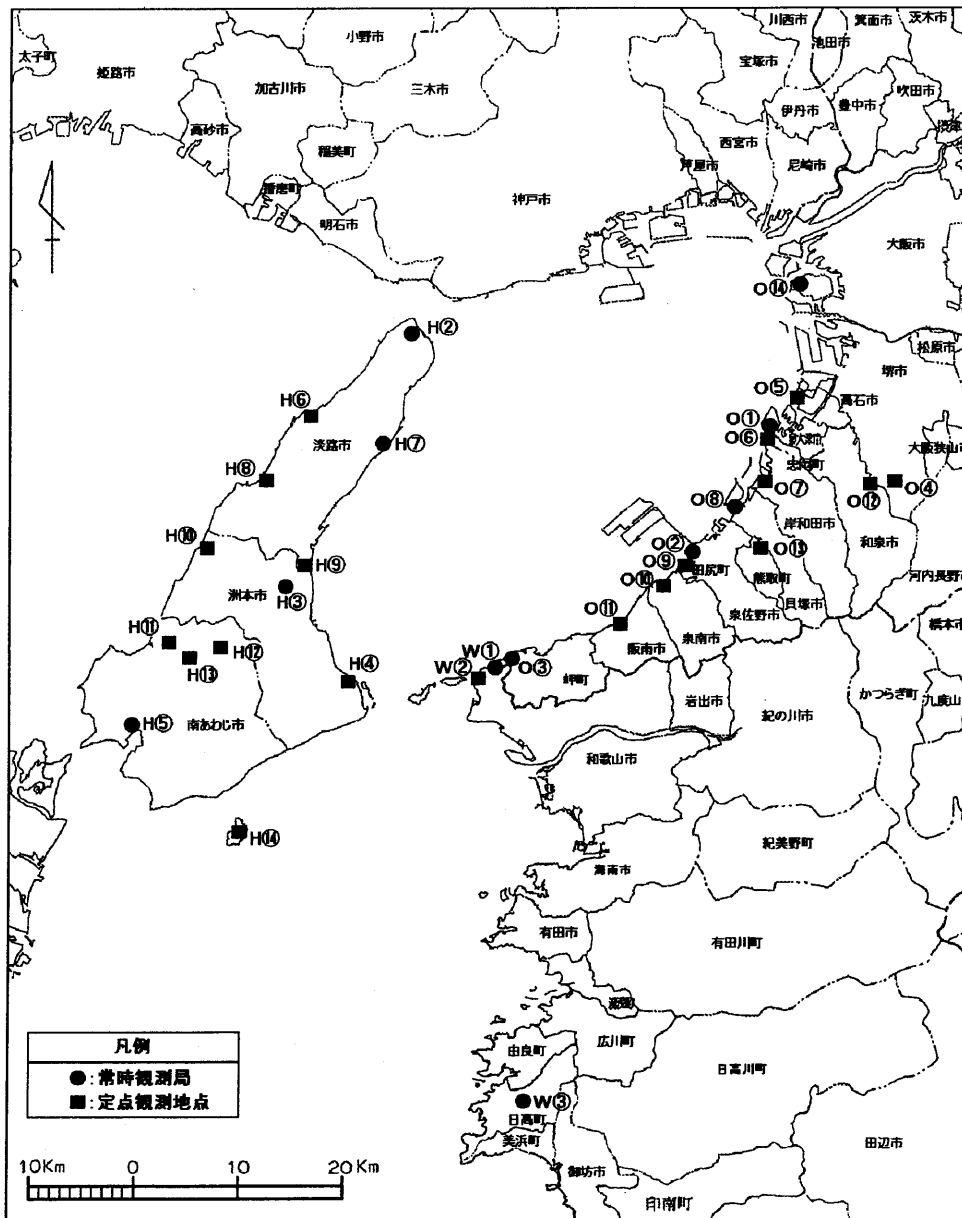 太子町
姫路市
小野市
加古川市
三木市
高砂市
稲美町
播磨町
明石市
神戸市
川西市
箕面市
茨木市
池田市
宝塚市
伊丹市
豊中市
吹田市
摂津
西宮市
芦屋市
尼崎市
大阪市
O⑭
松原市
堺市
高石市
O⑤
O①
O⑥
忠岡町
大阪狭山市
O⑦
O⑫
O④
O⑧
岸和田市
和泉市
O⑬
O②
O⑨
田尻町
熊取町
O⑩
河内長野市
貝塚市
泉佐野市
O⑪
泉南市
阪南市
橋本市
H②
H⑥
淡路市
H⑦
H⑧
H⑩
H⑨
洲本市
H③
H⑪
H⑫
H⑬
H④
H⑤
南あわじ市
H⑭
W①
W②
O③
岬町
岩出市
紀の川市
かつらぎ町
九度山
和歌山市
紀美野町
海南市
有田市
有田川町
湯浅町
広川町
由良町
日高川町
W③
日高町
美浜町
御坊市
印南町
田辺市
凡例
●:常時観測局
■:定点観測地点
10Km 0 10 20Km